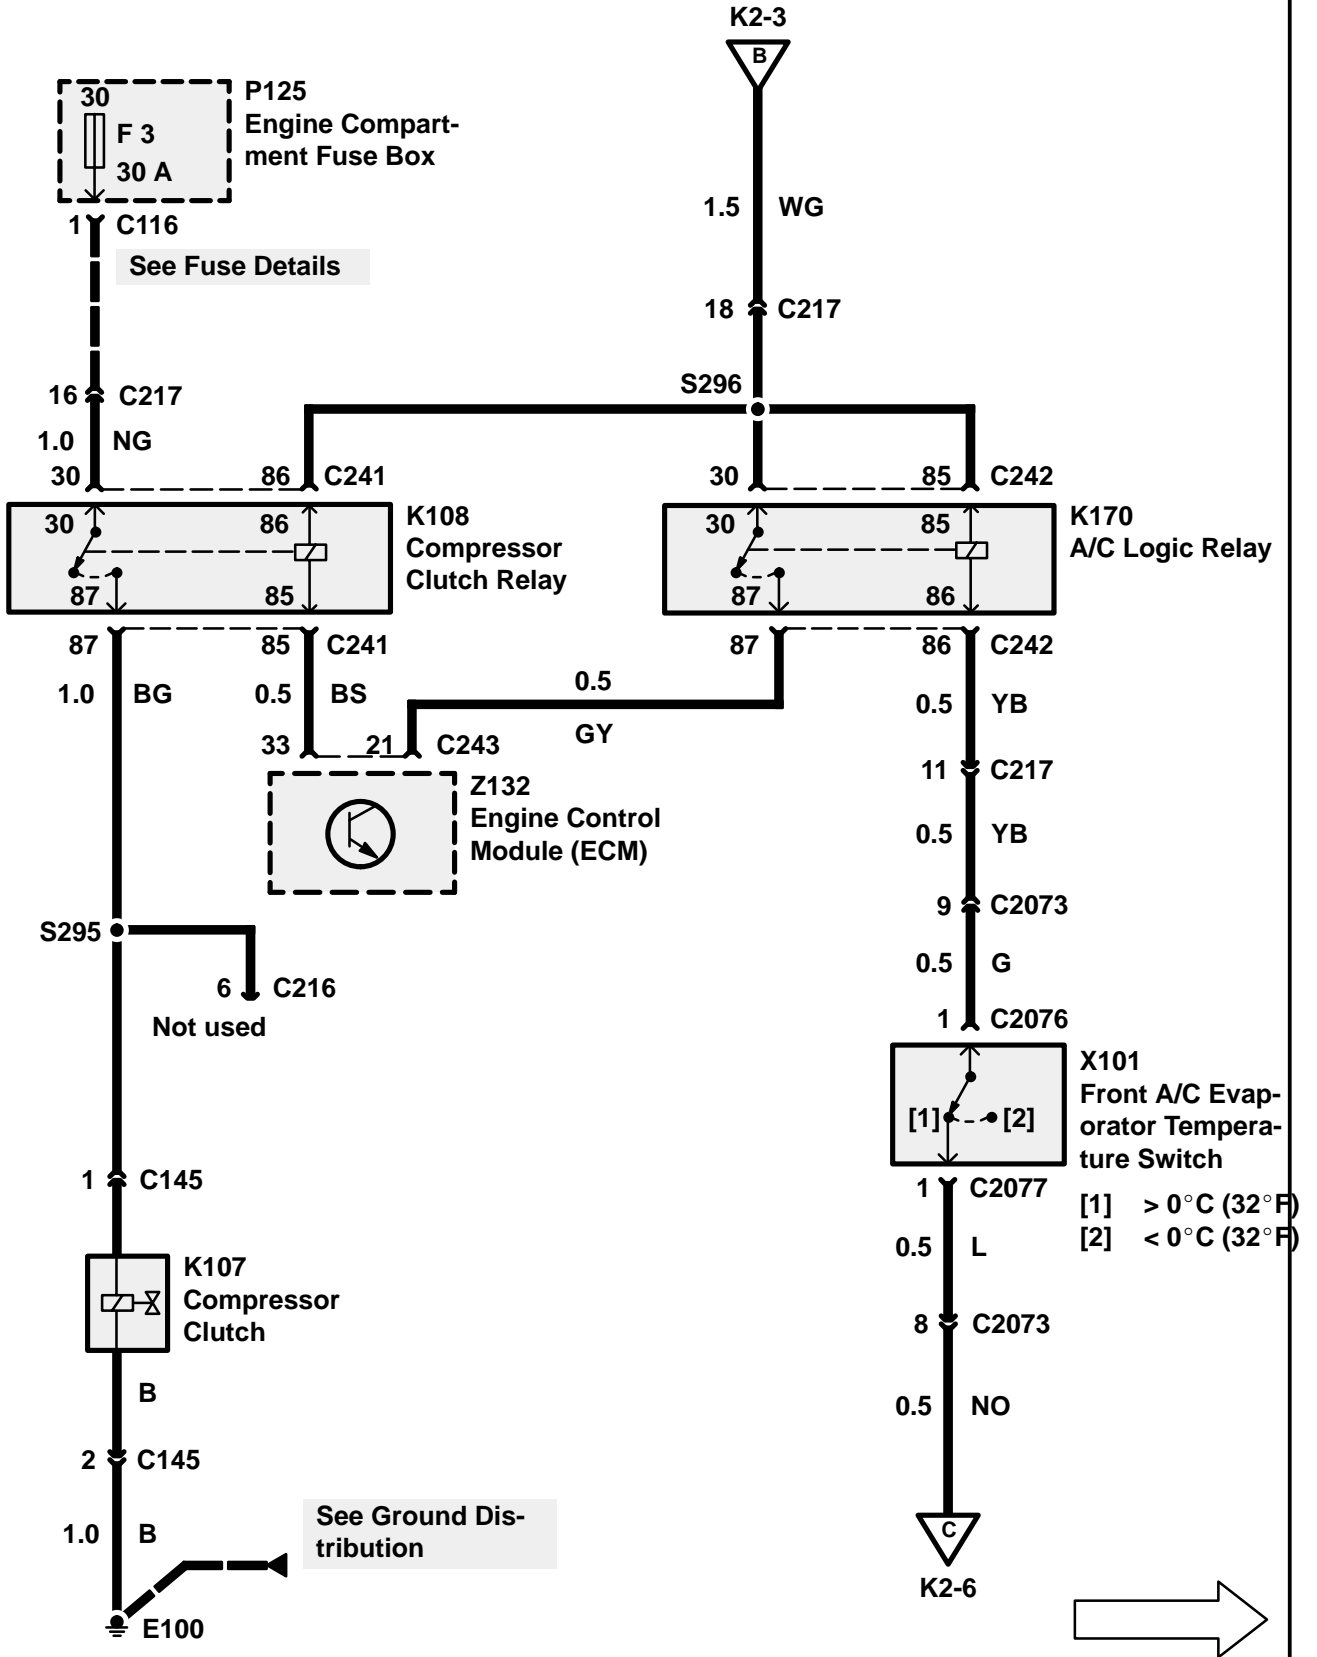 K2-3
B
30
F 3
30 A
P125
Engine Compart-
ment Fuse Box
1
C116
See Fuse Details
1.5
WG
18
C217
S296
16
C217
1.0
NG
30
86
C241
30
85
C242
30
86
87
85
K108
Compressor
Clutch Relay
30
85
87
86
K170
A/C Logic Relay
87
85
C241
87
86
C242
1.0
BG
0.5
BS
0.5
GY
0.5
YB
33
21
C243
11
C217
Z132
Engine Control
Module (ECM)
0.5
YB
9
C2073
S295
0.5
G
6
C216
Not used
1
C2076
[1]
[2]
X101
Front A/C Evap-
orator Tempera-
ture Switch
[1] > 0°C (32°F)
[2] < 0°C (32°F)
1
C145
1
C2077
0.5
L
K107
Compressor
Clutch
8
C2073
B
0.5
NO
2
C145
1.0
B
See Ground Dis-
tribution
C
K2-6
E100